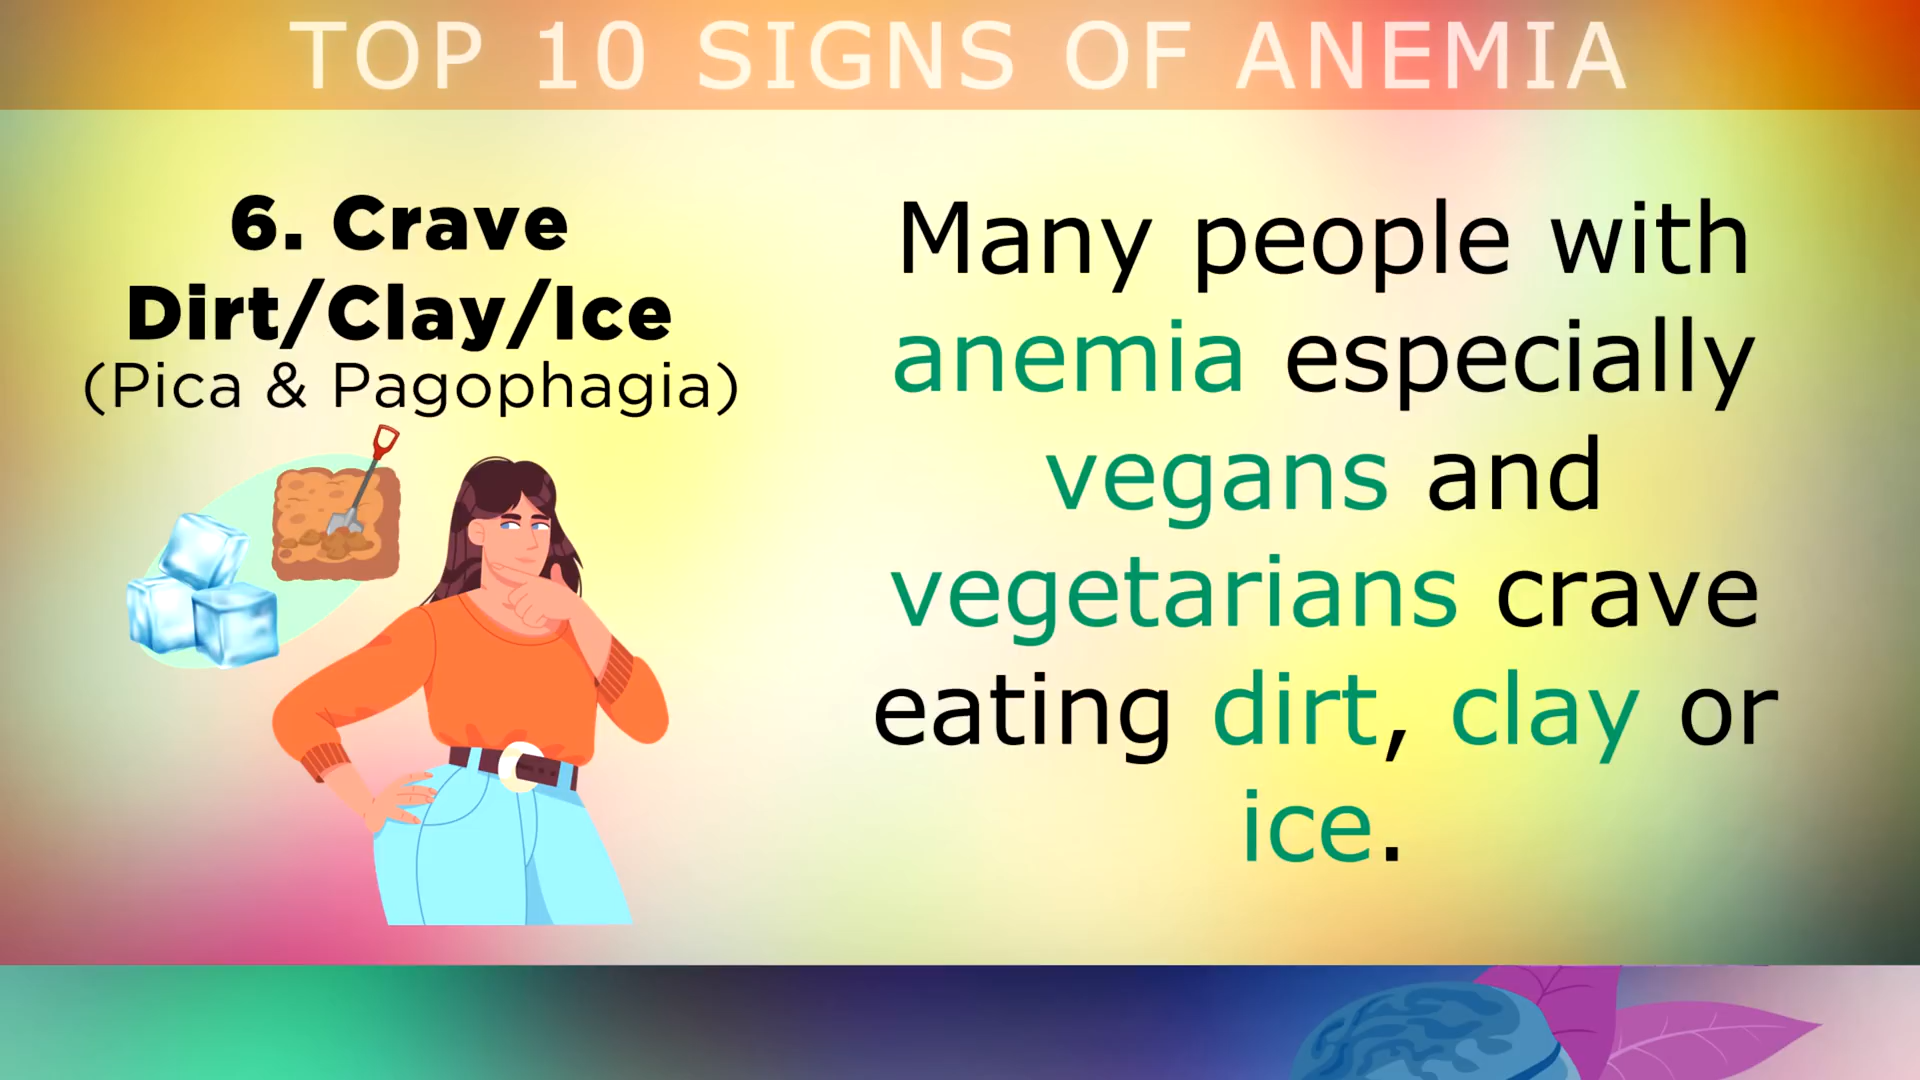 TOP 10 SIGNS OF ANEMIA
6. Crave
Dirt/Clay/Ice
(Pica & Pagophagia)
Many people with
anemia especially
vegans and
vegetarians crave
eating dirt, clay or
ice.